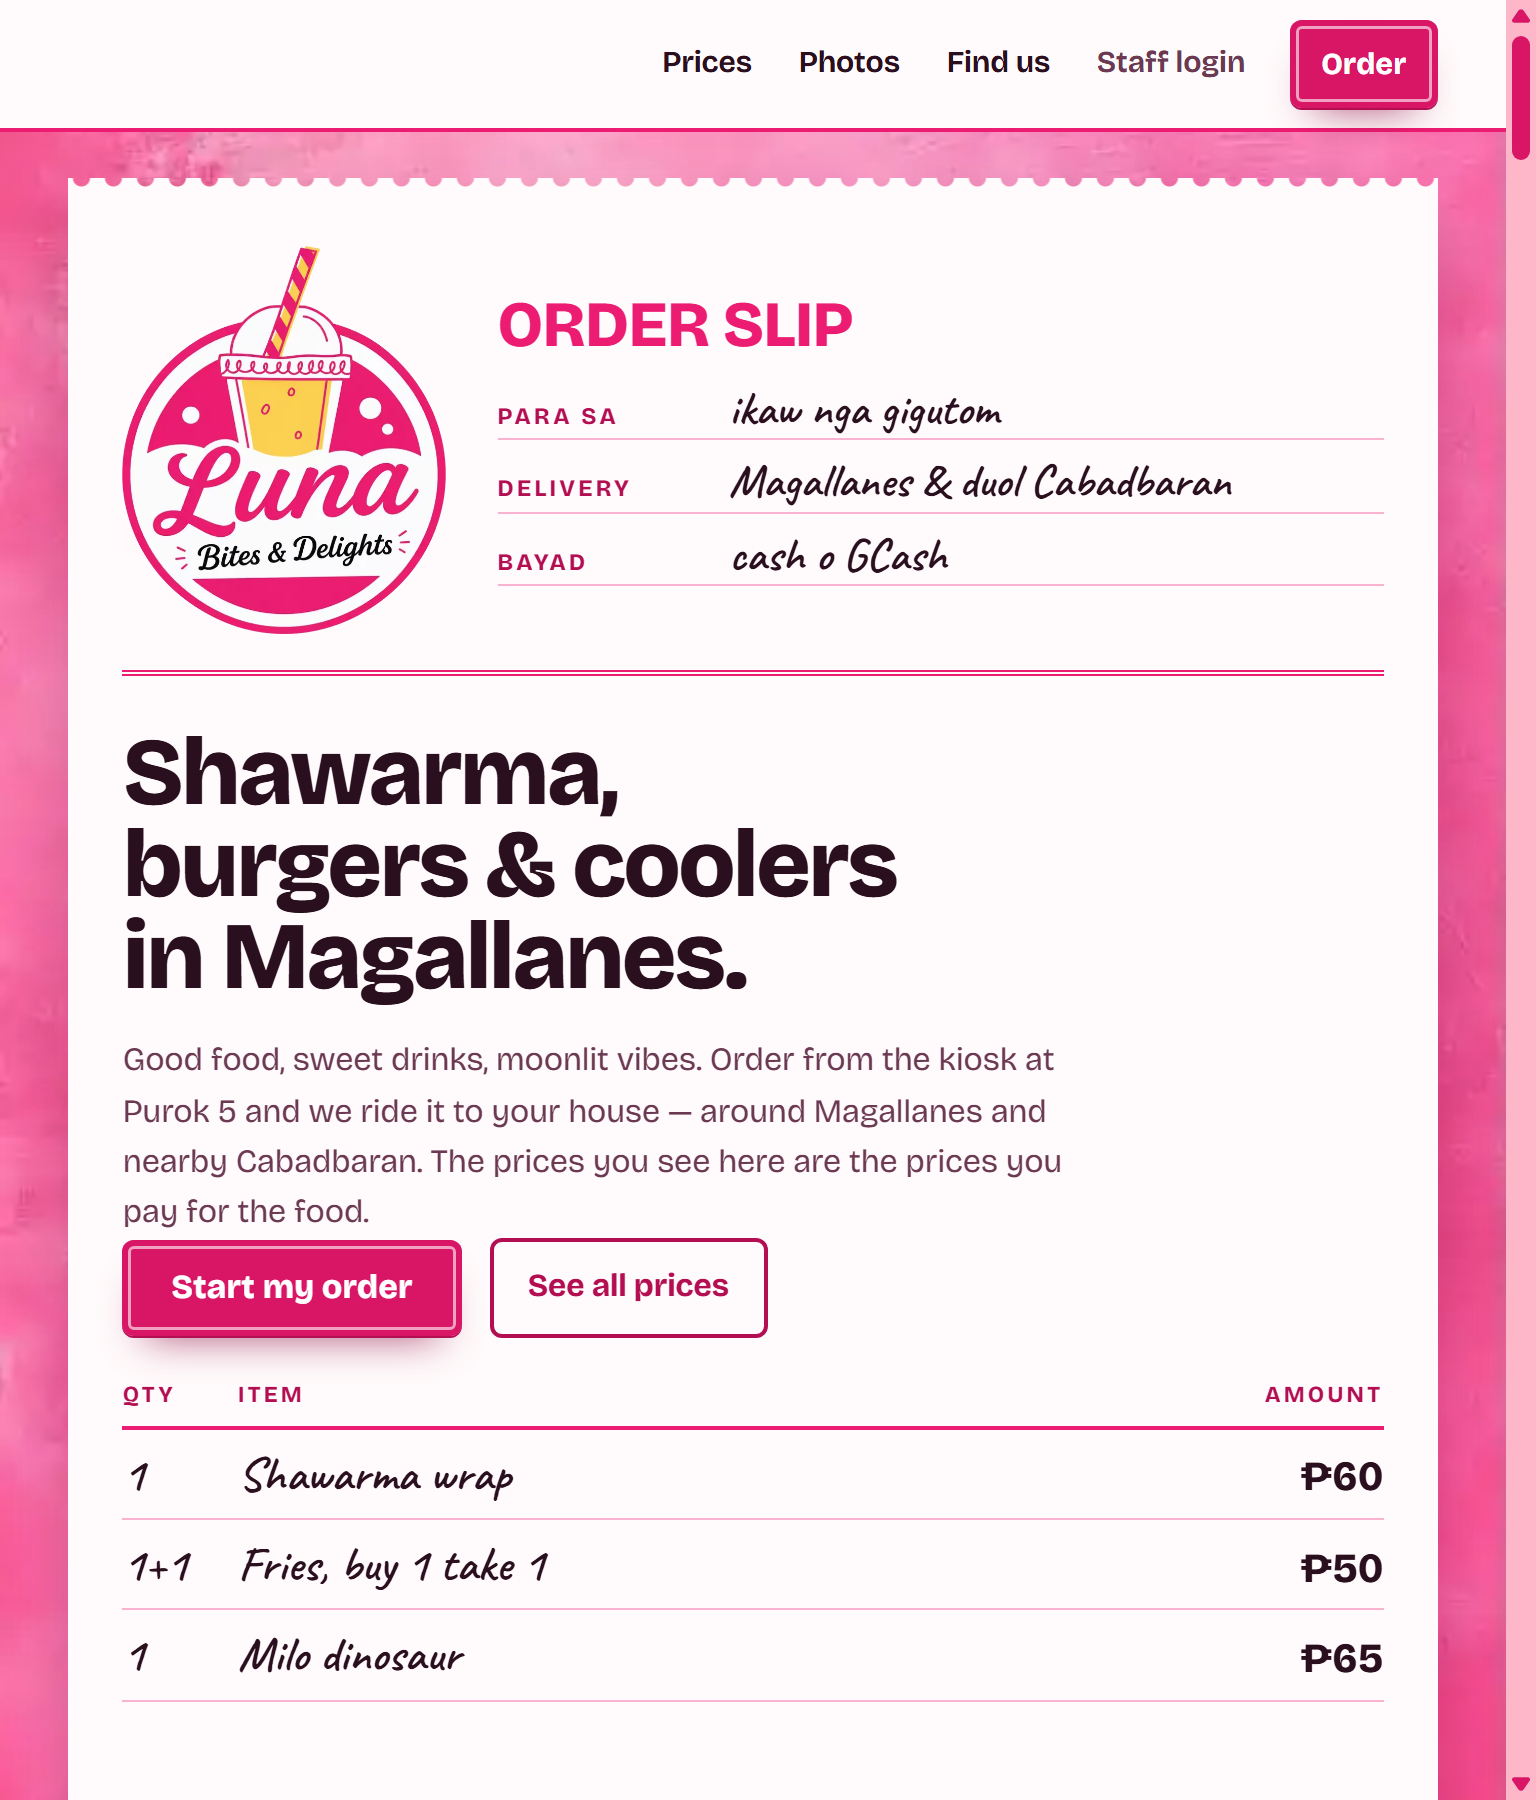 Prices Photos Find us Staff login Order
Luna
Bites & Delights
ORDER SLIP
PARA SA ikaw nga gigutom
DELIVERY Magallanes & duol Cabadbaran
BAYAD cash o GCash
Shawarma,
burgers & coolers
in Magallanes.
Good food, sweet drinks, moonlit vibes. Order from the kiosk at
Purok 5 and we ride it to your house — around Magallanes and
nearby Cabadbaran. The prices you see here are the prices you
pay for the food.
Start my order See all prices
QTY ITEM AMOUNT
1 Shawarma wrap ₱60
1+1 Fries, buy 1 take 1 ₱50
1 Milo dinosaur ₱65